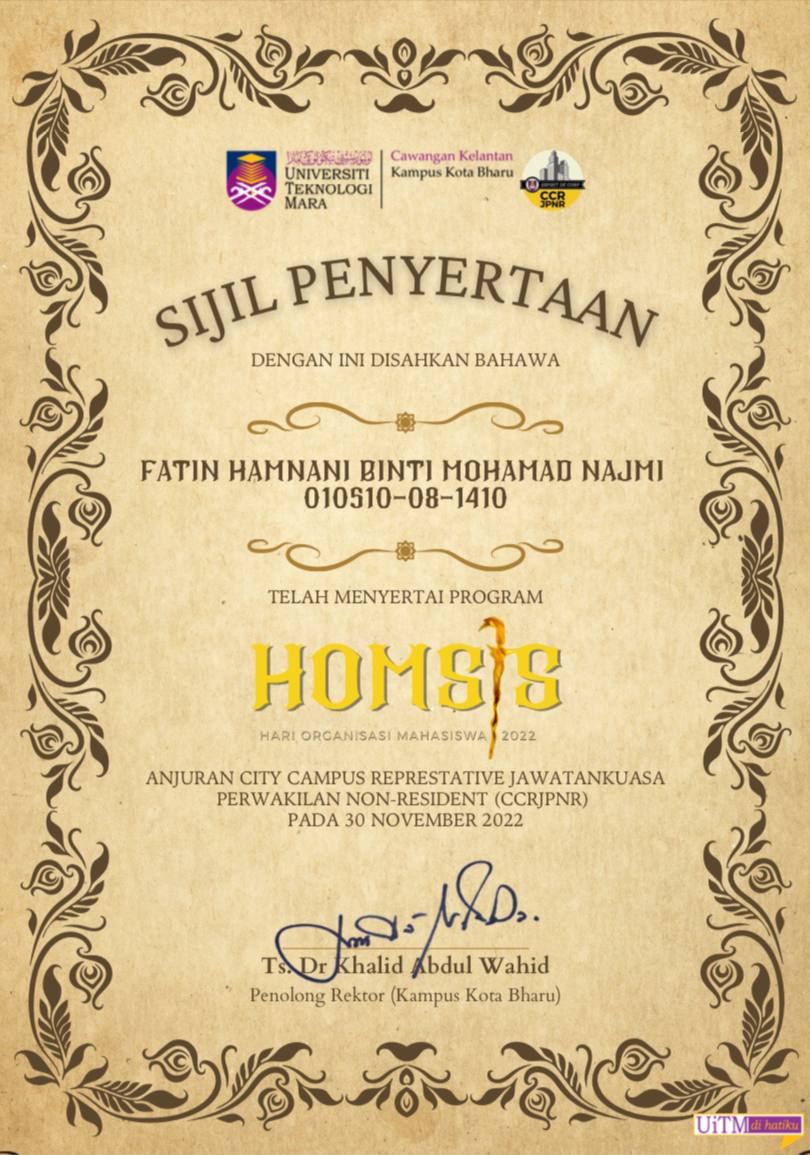 UNIVERSITI
TEKNOLOGI
MARA
Cawangan Kelantan
Kampus Kota Bharu
CCR
JPNR
SIJIL PENYERTAAN
DENGAN INI DISAHKAN BAHAWA
FATIN HAMNANI BINTI MOHAMAD NAJMI
010510-08-1410
TELAH MENYERTAI PROGRAM
HOMSIS
HARI ORGANISASI MAHASISWA 2022
ANJURAN CITY CAMPUS REPRESTATIVE JAWATANKUASA
PERWAKILAN NON-RESIDENT (CCRJPNR)
PADA 30 NOVEMBER 2022
Ts. Dr Khalid Abdul Wahid
Penolong Rektor (Kampus Kota Bharu)
UiTM di hatiku